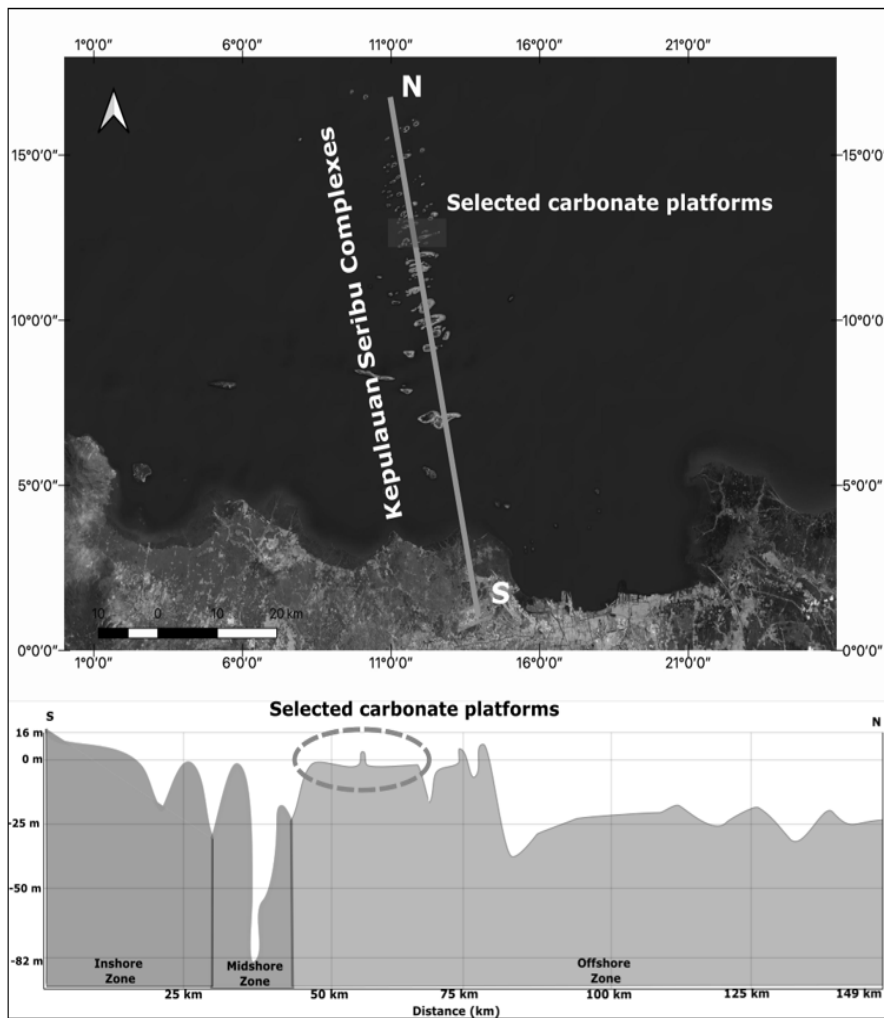 1°0'0" 6°0'0" 11°0'0" 16°0'0" 21°0'0"
N
Kepulauan Seribu Complexes
Selected carbonate platforms
15°0'0" 15°0'0"
10°0'0" 10°0'0"
5°0'0" 5°0'0"
S
10 0 10 20 km
0°0'0" 0°0'0"
1°0'0" 6°0'0" 11°0'0" 16°0'0" 21°0'0"
Selected carbonate platforms
S N
16 m
0 m
-25 m
-50 m
-82 m
Inshore
Zone
Midshore
Zone
Offshore
Zone
25 km 50 km 75 km 100 km 125 km 149 km
Distance (km)